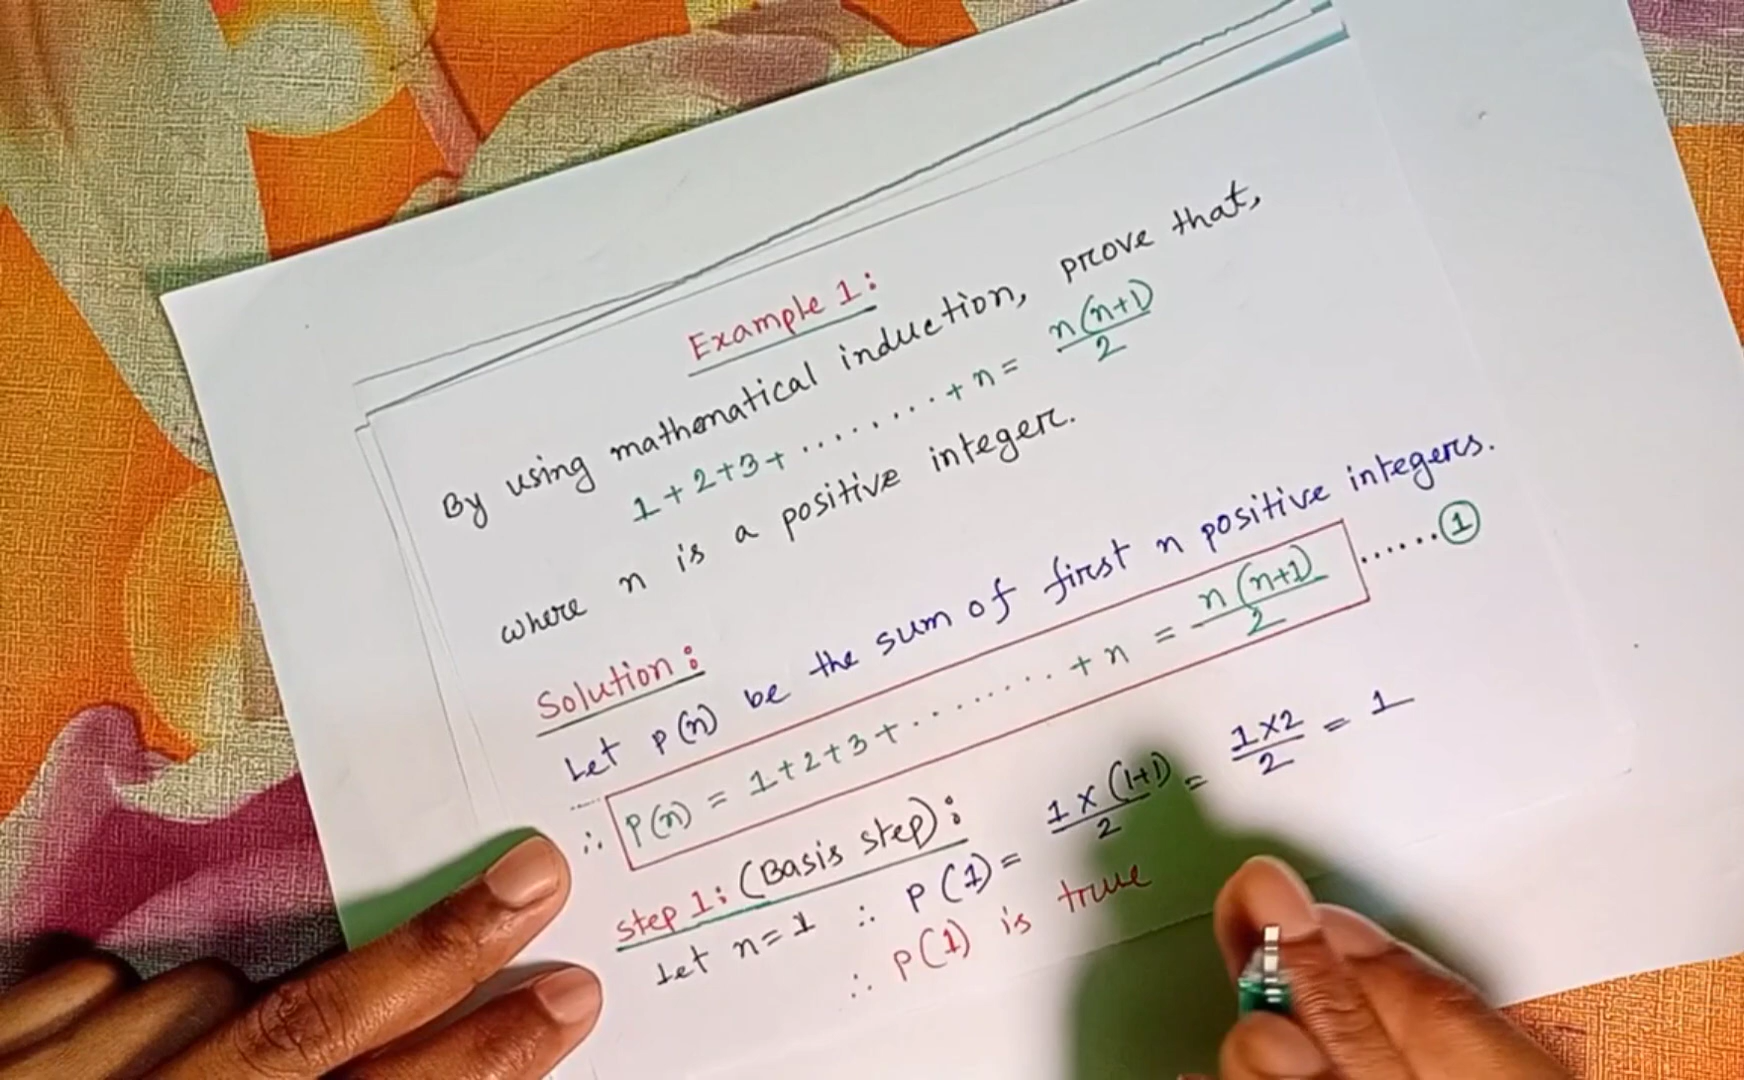 Example 1:
By using mathematical induction, prove that,
1+2+3+.........+n = n(n+1)/2
where n is a positive integer.
Solution:
Let P(n) be the sum of first n positive integers.
∴ P(n) = 1+2+3+.........+n = n(n+1)/2 ......①
Step 1: (Basis step):
Let n=1 ∴ P(1) = 1×(1+1)/2 = 1×2/2 = 1
∴ P(1) is true